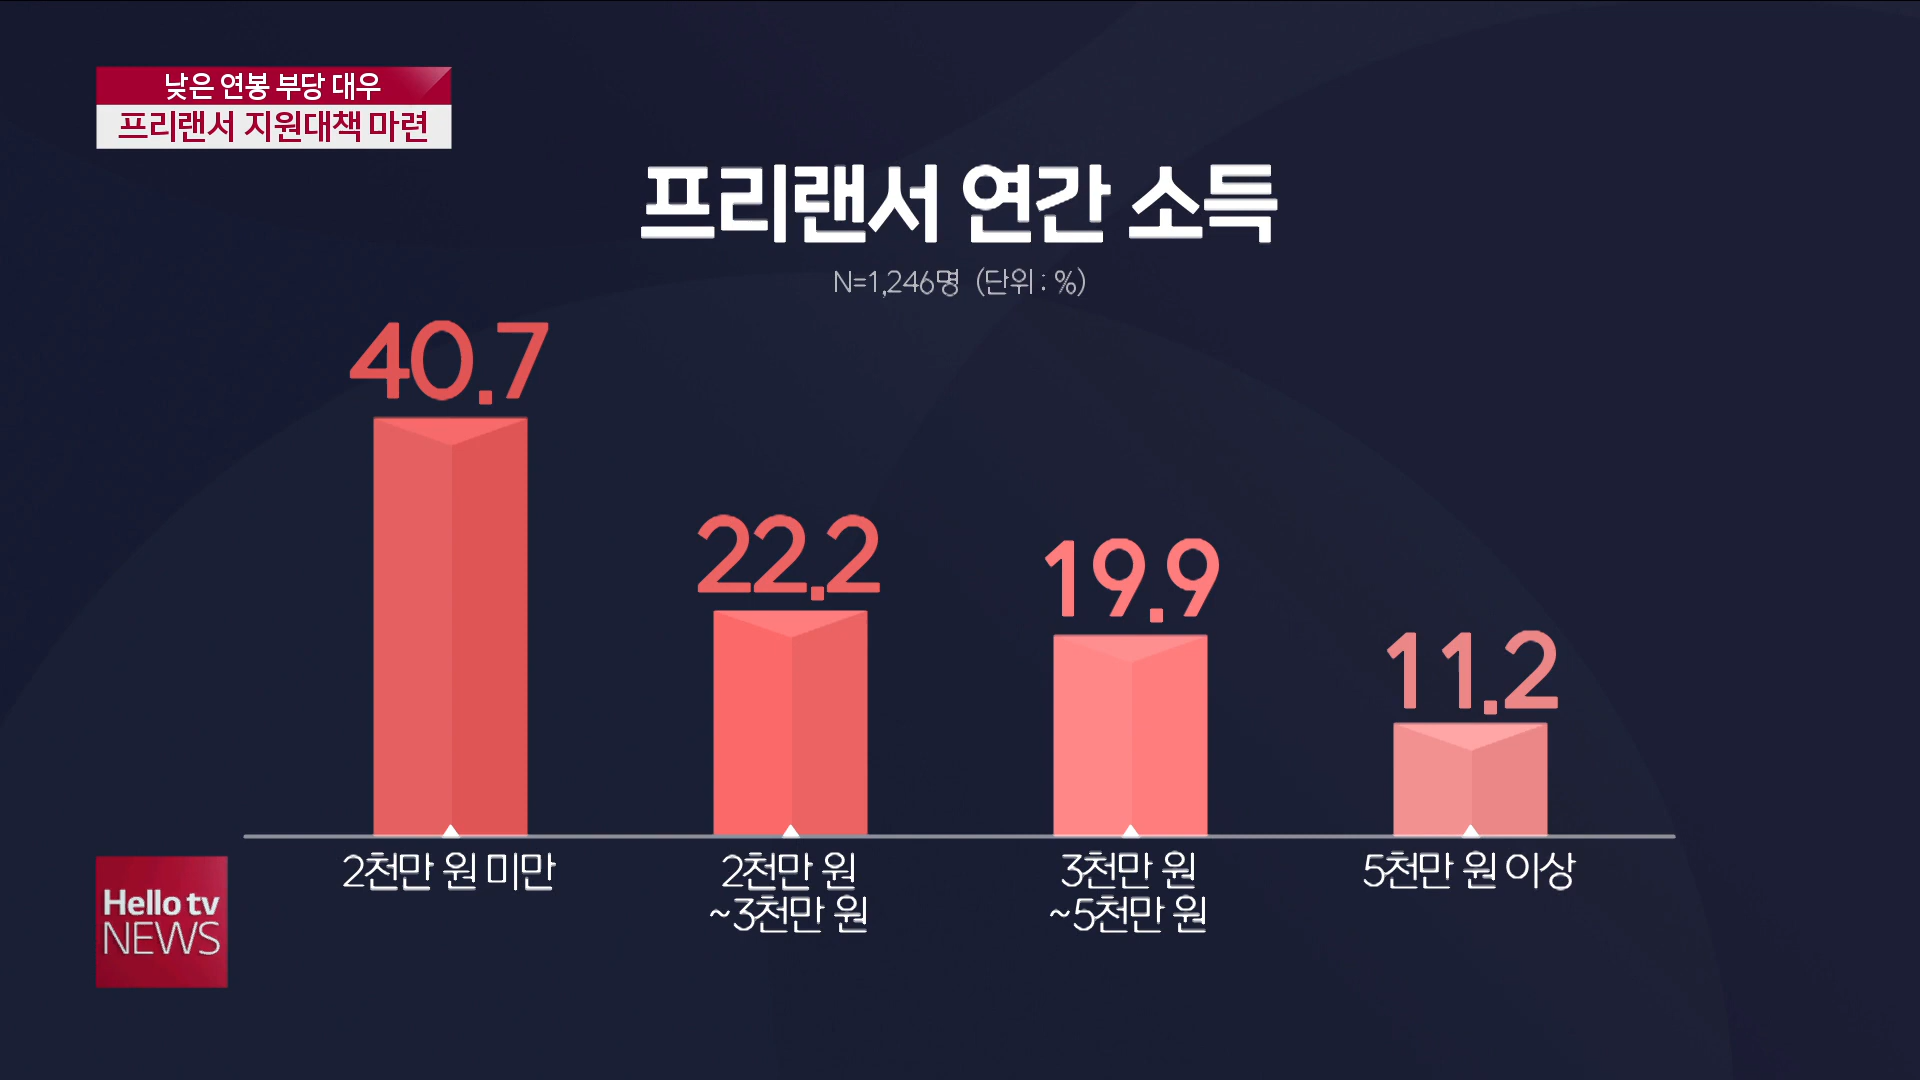 낮은 연봉 부당 대우
프리랜서 지원대책 마련
프리랜서 연간 소득
N=1,246명 (단위 : %)
40.7
22.2
19.9
11.2
2천만 원 미만
2천만 원
~3천만 원
3천만 원
~5천만 원
5천만 원 이상
Hello tv
NEWS